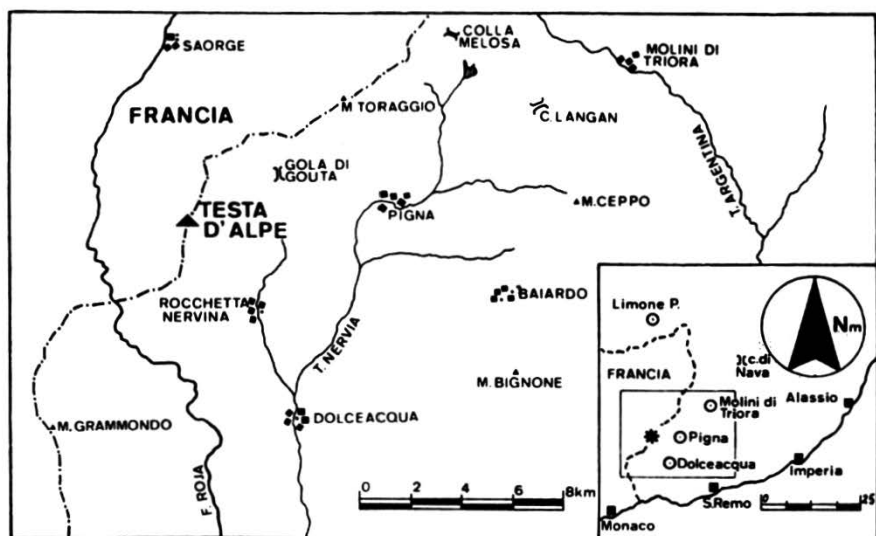 SAORGE
COLLA
MELOSA
MOLINI DI
TRIORA
FRANCIA
M. TORAGGIO
C. LANGAN
GOLA DI
GOUTA
T. ARGENTINA
TESTA
D'ALPE
PIGNA
M. CEPPO
ROCCHETTA
NERVINA
T. NERVIA
BAIARDO
M. BIGNONE
M. GRAMMONDO
DOLCEACQUA
F. ROJA
0 2 4 6 8km
Limone P.
Nm
FRANCIA
c. di
Nava
Molini di
Triora
Alassio
Pigna
Dolceacqua
Imperia
S. Remo
Monaco
0 25